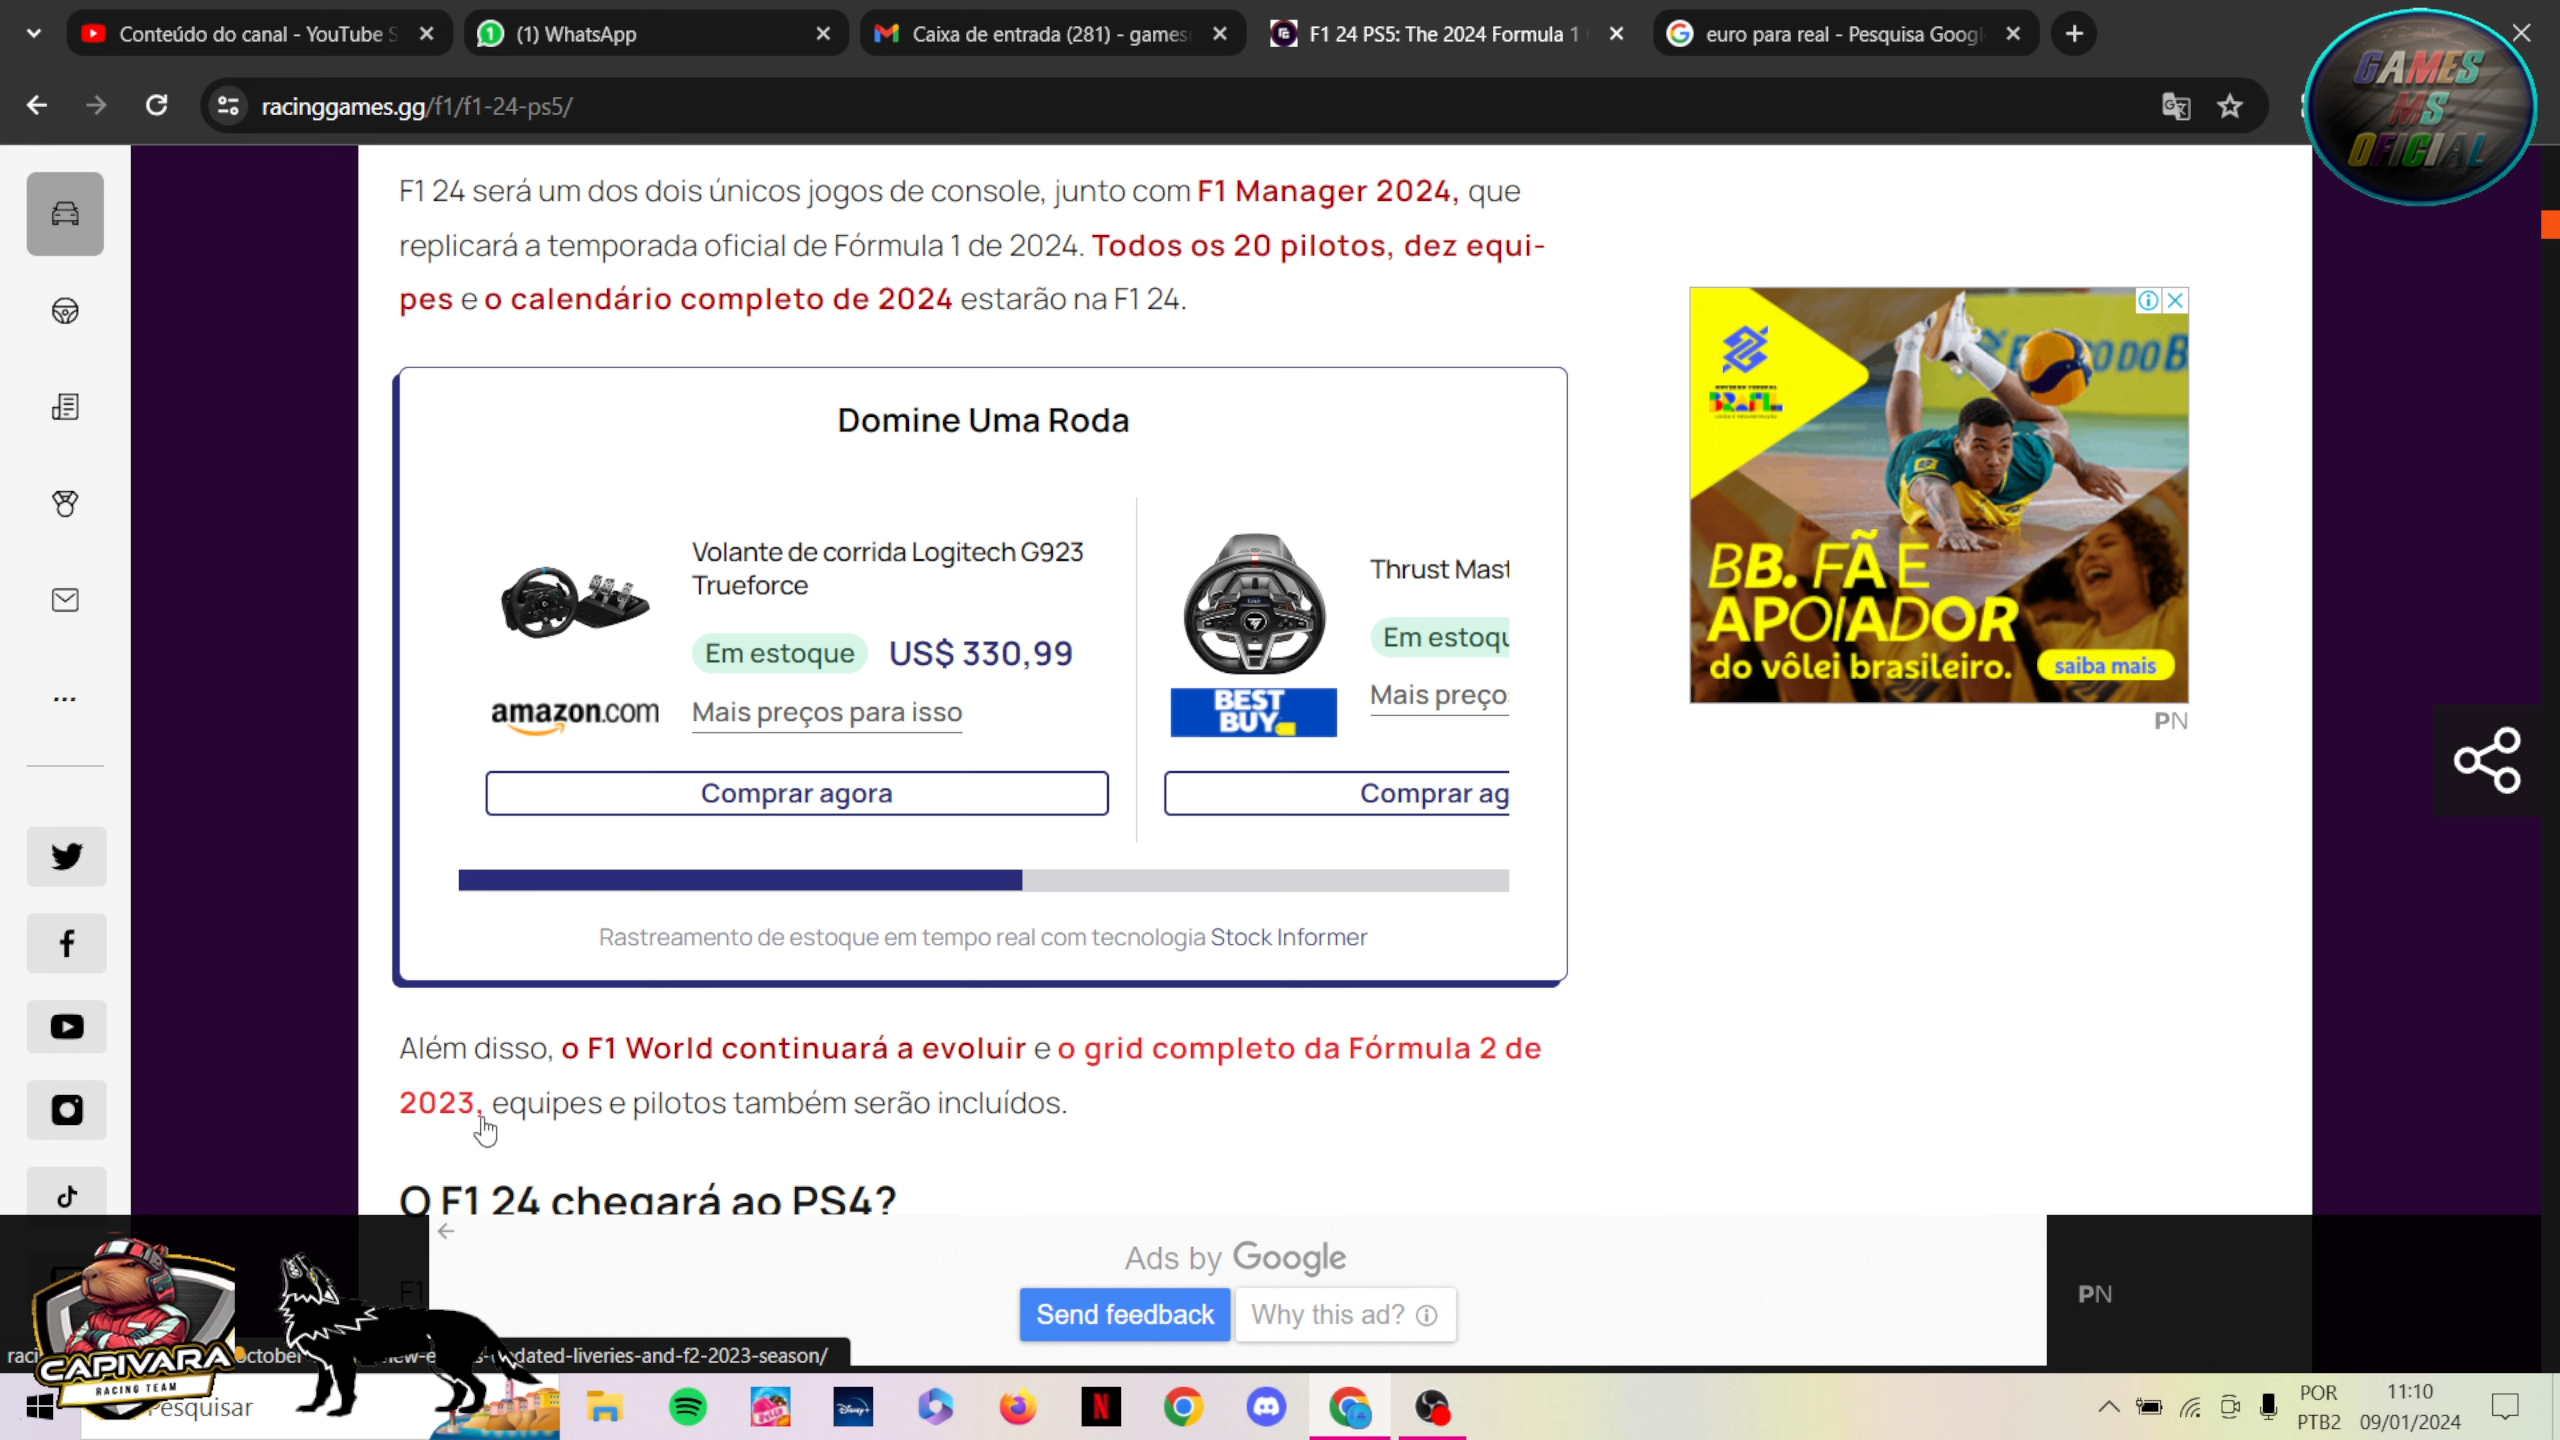 Conteúdo do canal - YouTube S
(1) WhatsApp
Caixa de entrada (281) - games
F1 24 PS5: The 2024 Formula 1
euro para real - Pesquisa Googl
racinggames.gg/f1/f1-24-ps5/
GAMES
MS
OFICIAL
F1 24 será um dos dois únicos jogos de console, junto com F1 Manager 2024, que
replicará a temporada oficial de Fórmula 1 de 2024. Todos os 20 pilotos, dez equi-
pes e o calendário completo de 2024 estarão na F1 24.
Domine Uma Roda
Volante de corrida Logitech G923
Trueforce
Em estoque US$ 330,99
amazon.com
Mais preços para isso
Comprar agora
Thrust Mast
Em estoqu
BEST
BUY
Mais preço
Comprar ag
Rastreamento de estoque em tempo real com tecnologia Stock Informer
BRASIL
BB. FÃ E
APOIADOR
do vôlei brasileiro.
saiba mais
PN
Além disso, o F1 World continuará a evoluir e o grid completo da Fórmula 2 de
2023, equipes e pilotos também serão incluídos.
O F1 24 chegará ao PS4?
F1
Ads by Google
Send feedback
Why this ad?
PN
CAPIVARA
RACING TEAM
dated-liveries-and-f2-2023-season/
Pesquisar
Disney+
POR
PTB2
11:10
09/01/2024